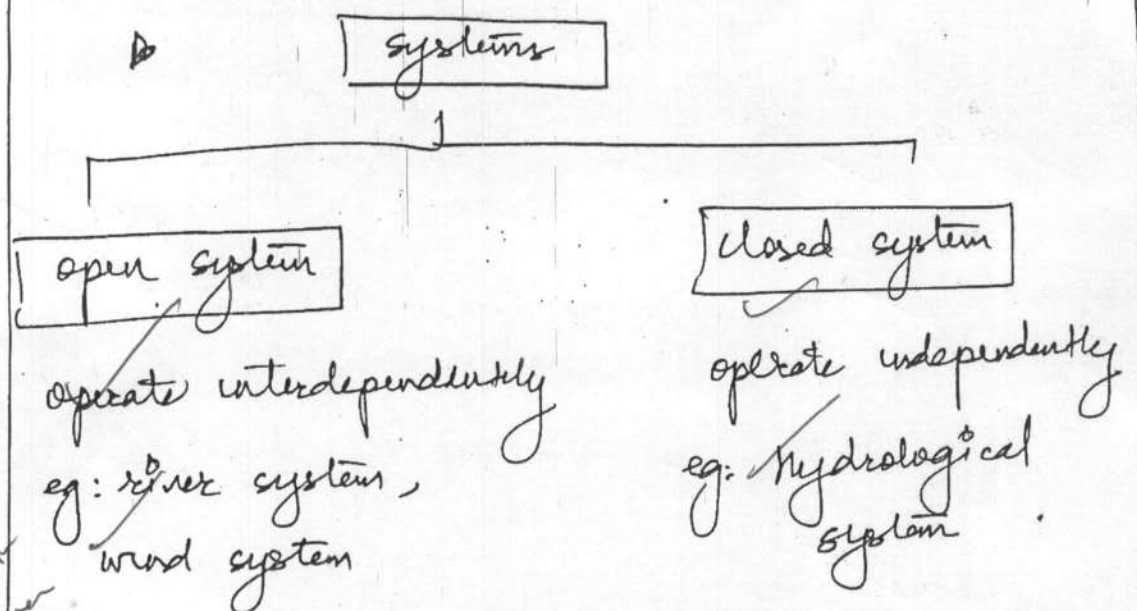 systems
open system
operate interdependently
eg: river system,
wind system
closed system
operate independently
eg: hydrological
system.